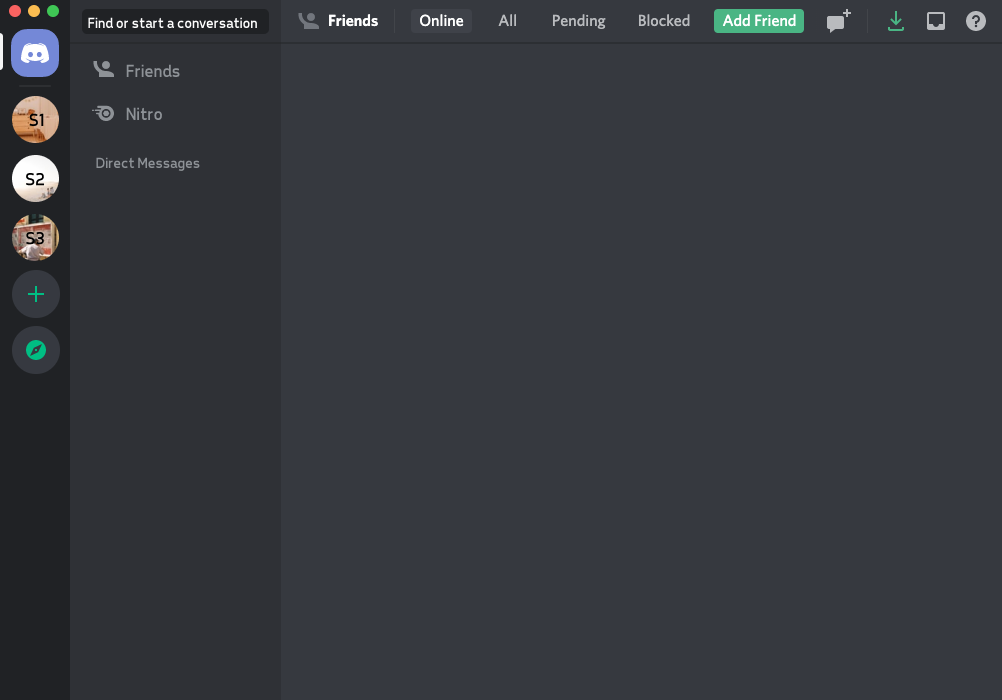 Find or start a conversation
Friends
Online
All
Pending
Blocked
Add Friend
S1
S2
S3
Friends
Nitro
Direct Messages